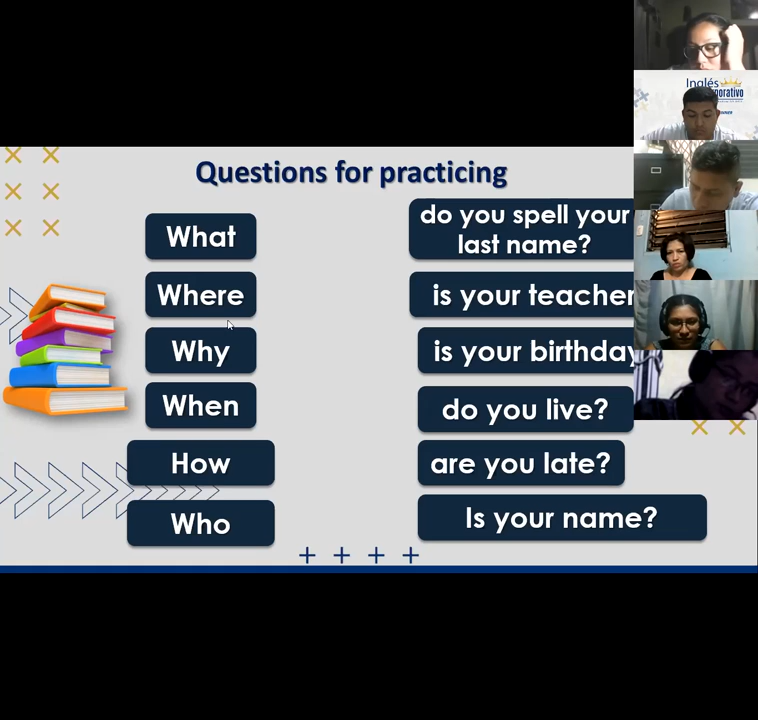 Questions for practicing
What
do you spell your
last name?
Where
is your teacher
Why
is your birthday
When
do you live?
How
are you late?
Who
Is your name?
Inglés